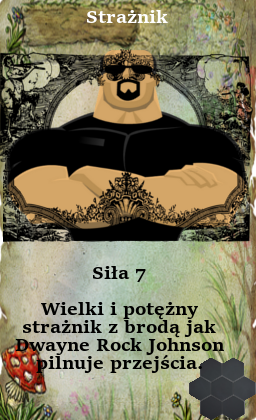 Strażnik
Siła 7
Wielki i potężny
strażnik z brodą jak
Dwayne Rock Johnson
pilnuje przejścia.